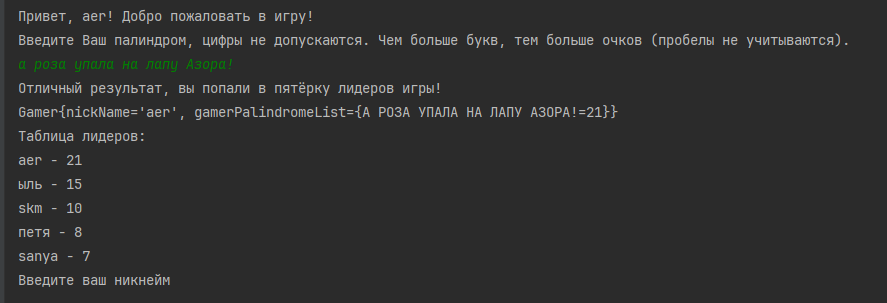 Привет, aer! Добро пожаловать в игру!
Введите Ваш палиндром, цифры не допускаются. Чем больше букв, тем больше очков (пробелы не учитываются).
а роза упала на лапу Азора!
Отличный результат, вы попали в пятёрку лидеров игры!
Gamer{nickName='aer', gamerPalindromeList={А РОЗА УПАЛА НА ЛАПУ АЗОРА!=21}}
Таблица лидеров:
aer - 21
ыль - 15
skm - 10
петя - 8
sanya - 7
Введите ваш никнейм